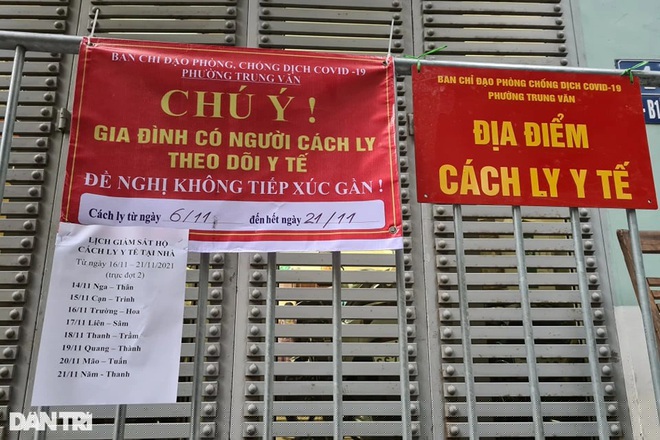 BAN CHỈ ĐẠO PHÒNG, CHỐNG DỊCH COVID -19
PHƯỜNG TRUNG VĂN
CHÚ Ý !
GIA ĐÌNH CÓ NGƯỜI CÁCH LY
THEO DÕI Y TẾ
ĐỀ NGHỊ KHÔNG TIẾP XÚC GẦN !
Cách ly từ ngày 6/11 đến hết ngày 21/11
BAN CHỈ ĐẠO PHÒNG CHỐNG DỊCH COVID-19
PHƯỜNG TRUNG VĂN
ĐỊA ĐIỂM
CÁCH LY Y TẾ
B1
LỊCH GIÁM SÁT HỘ
CÁCH LY Y TẾ TẠI NHÀ
Từ ngày 16/11 – 21/11/2021
(trực đợt 2)
14/11 Nga – Thân
15/11 Cạn – Trinh
16/11 Trường – Hoa
17/11 Liên – Sâm
18/11 Thanh – Trầm
19/11 Quang – Thành
20/11 Mão – Tuấn
21/11 Năm - Thanh
DÂN TRÍ